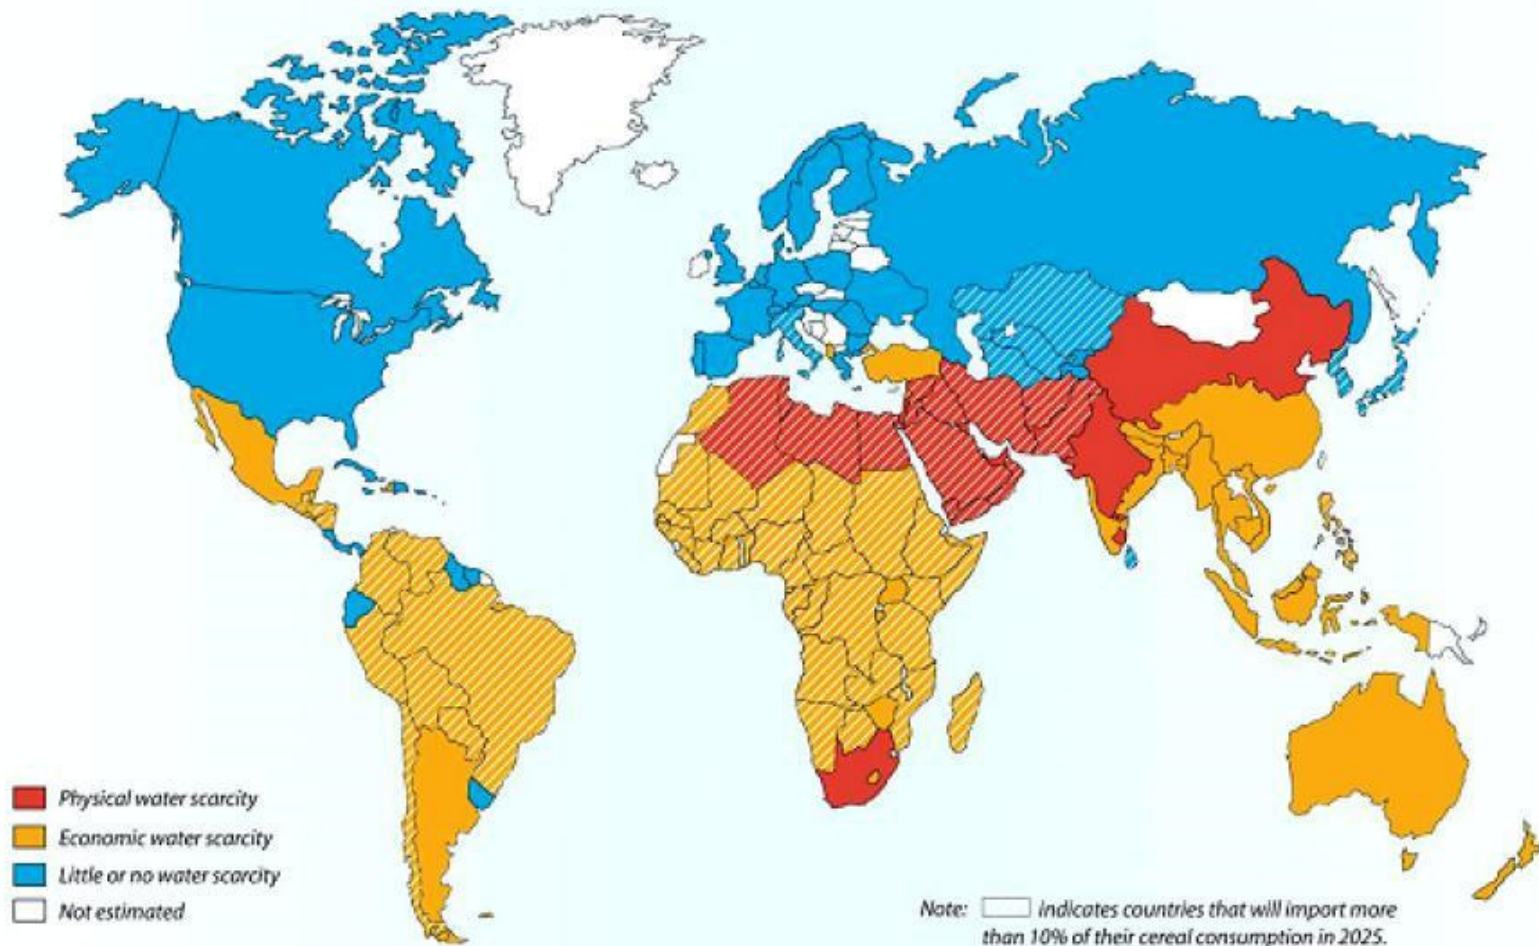 Physical water scarcity
Economic water scarcity
Little or no water scarcity
Not estimated
Note: indicates countries that will import more
than 10% of their cereal consumption in 2025.